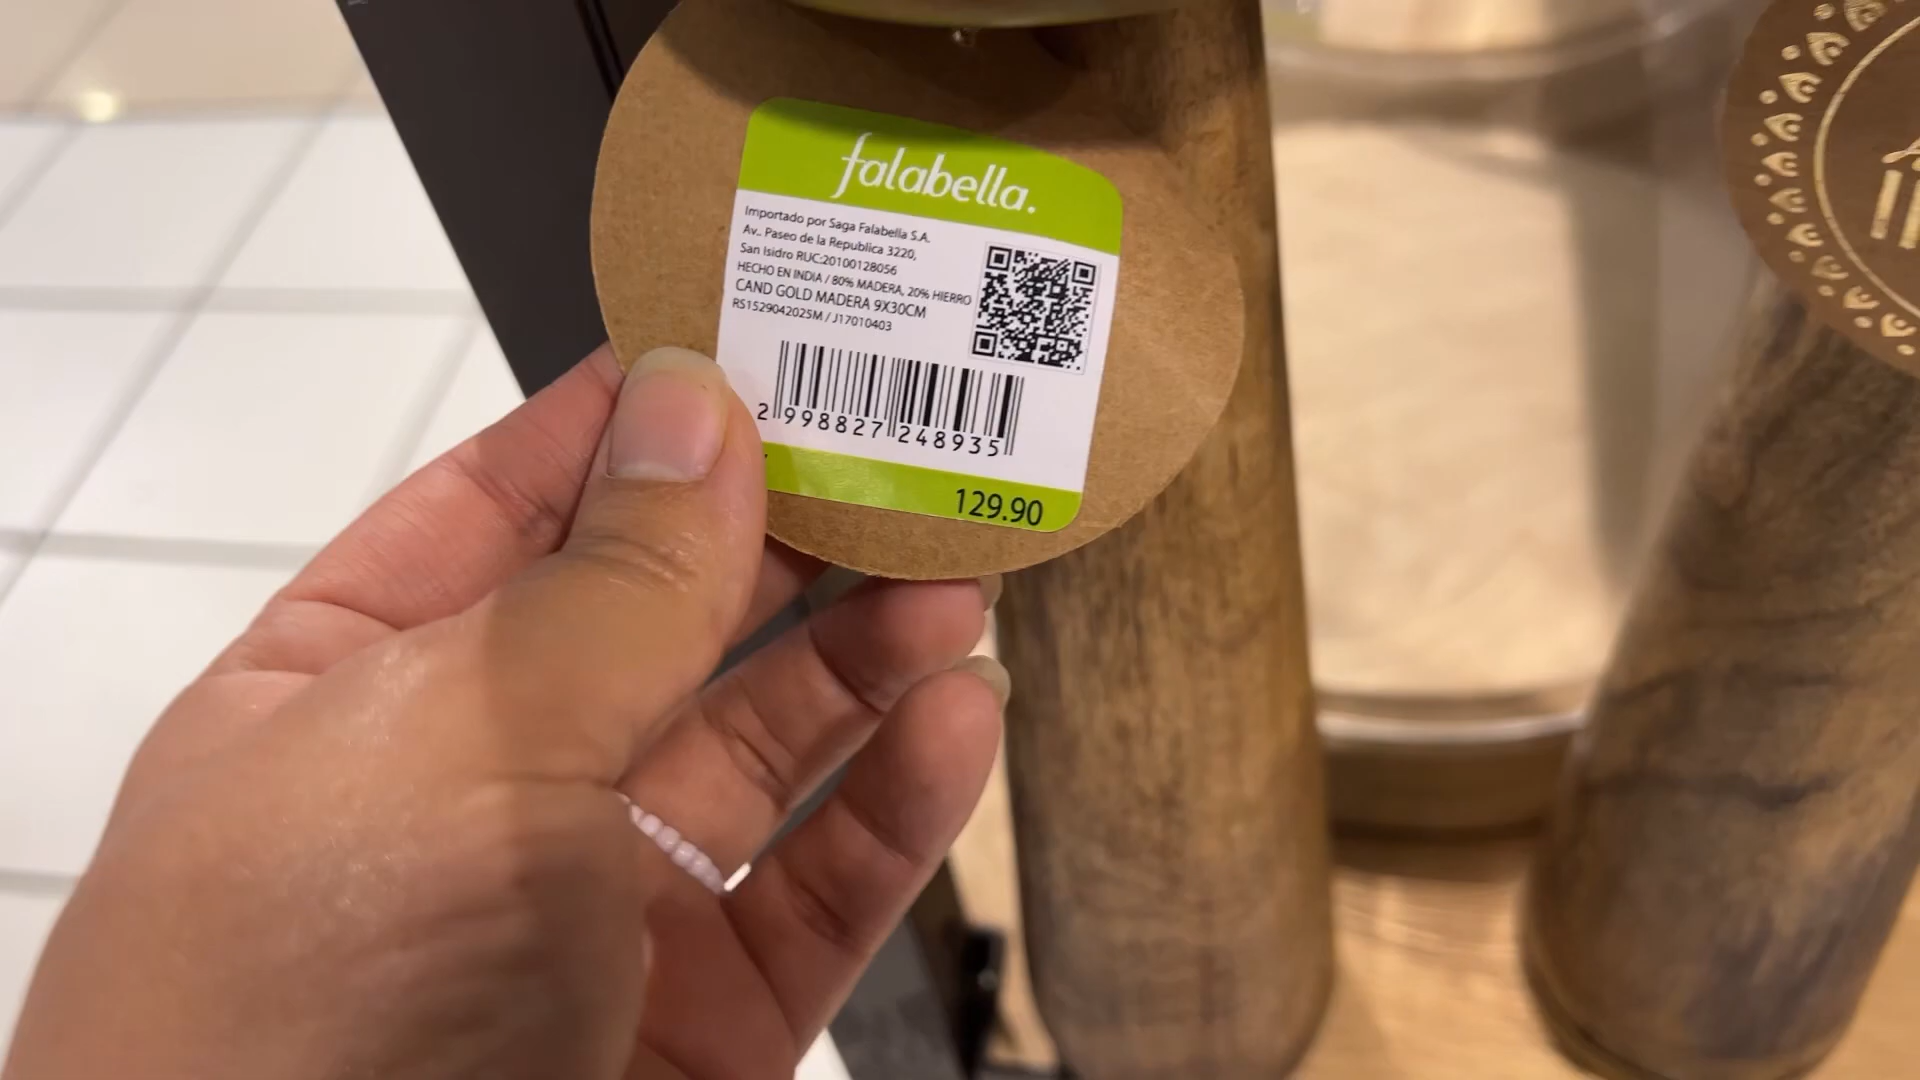 falabella.
Importado por Saga Falabella S.A.
Av.. Paseo de la Republica 3220,
San Isidro RUC:20100128056
HECHO EN INDIA / 80% MADERA, 20% HIERRO
CAND GOLD MADERA 9X30CM
RS1529042025M / J17010403
2 998827 248935
129.90